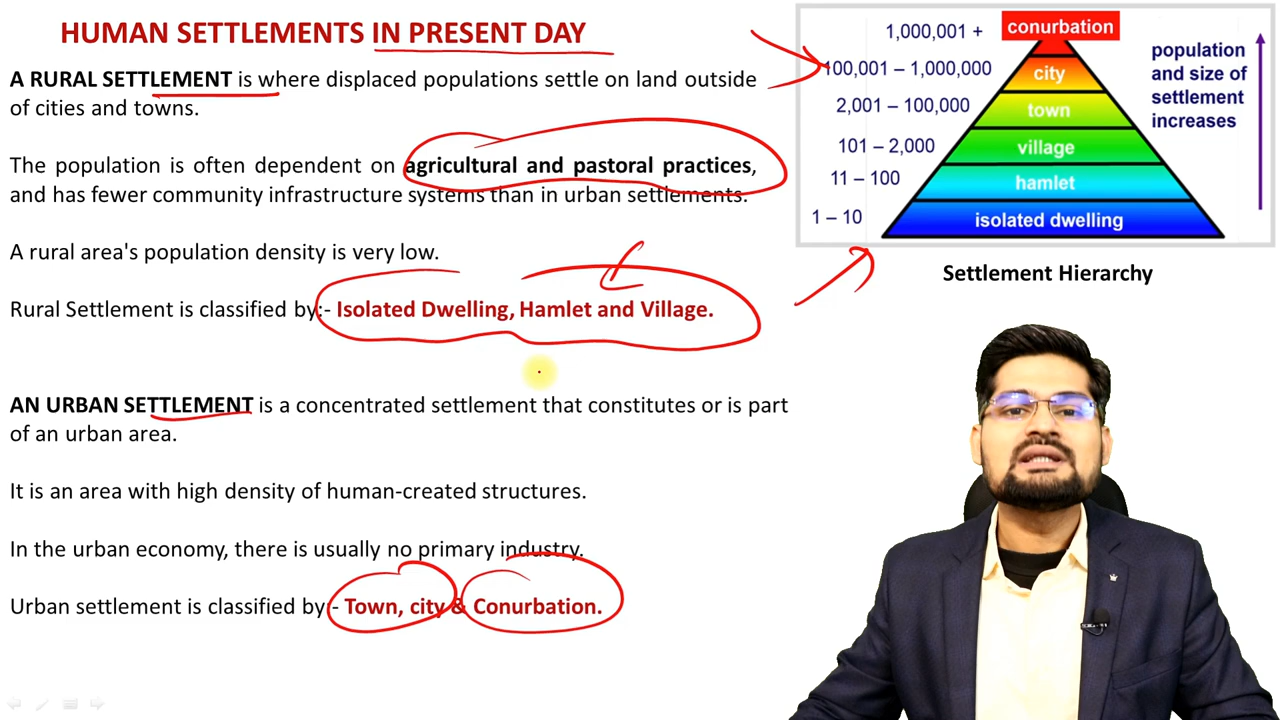 HUMAN SETTLEMENTS IN PRESENT DAY
A RURAL SETTLEMENT is where displaced populations settle on land outside
of cities and towns.
The population is often dependent on agricultural and pastoral practices,
and has fewer community infrastructure systems than in urban settlements.
A rural area's population density is very low.
Rural Settlement is classified by:- Isolated Dwelling, Hamlet and Village.
AN URBAN SETTLEMENT is a concentrated settlement that constitutes or is part
of an urban area.
It is an area with high density of human-created structures.
In the urban economy, there is usually no primary industry.
Urban settlement is classified by:- Town, city & Conurbation.
1,000,001 + conurbation
100,001 – 1,000,000 city
2,001 – 100,000 town
101 – 2,000 village
11 – 100 hamlet
1 – 10 isolated dwelling
population
and size of
settlement
increases
Settlement Hierarchy